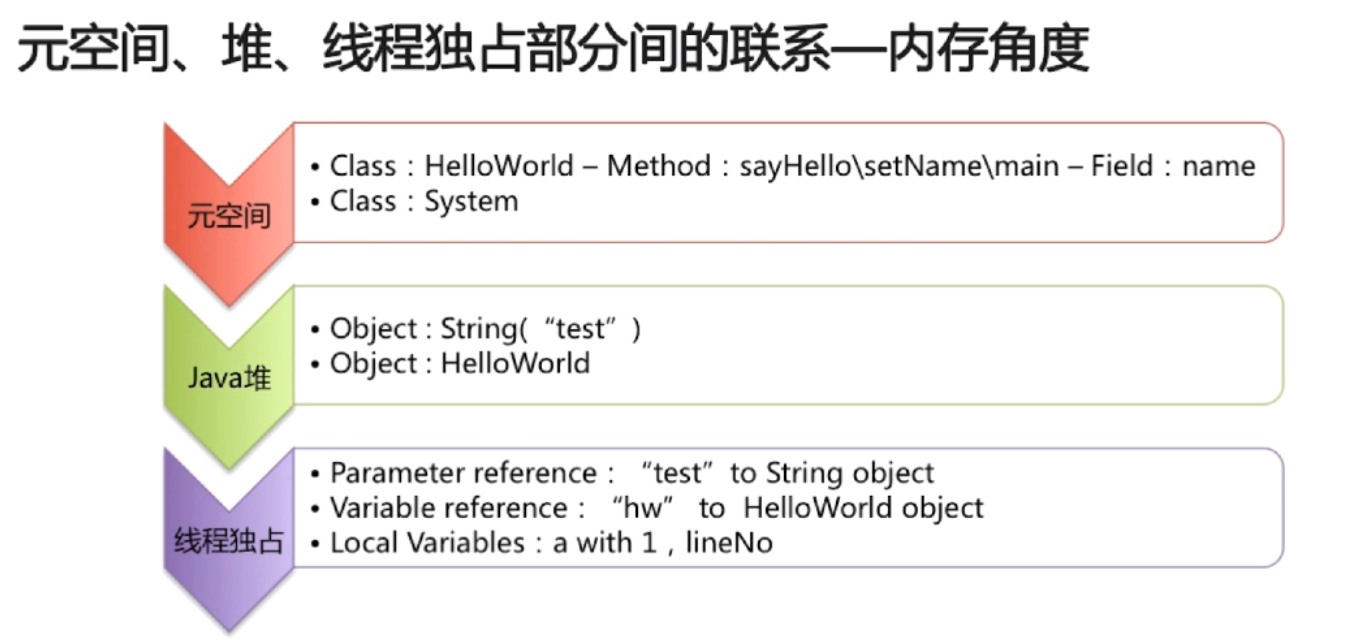 元空间、堆、线程独占部分间的联系—内存角度
元空间
• Class：HelloWorld – Method：sayHello\setName\main – Field：name
• Class：System
Java堆
• Object : String(“test”)
• Object : HelloWorld
线程独占
• Parameter reference：“test” to String object
• Variable reference：“hw” to HelloWorld object
• Local Variables：a with 1 , lineNo